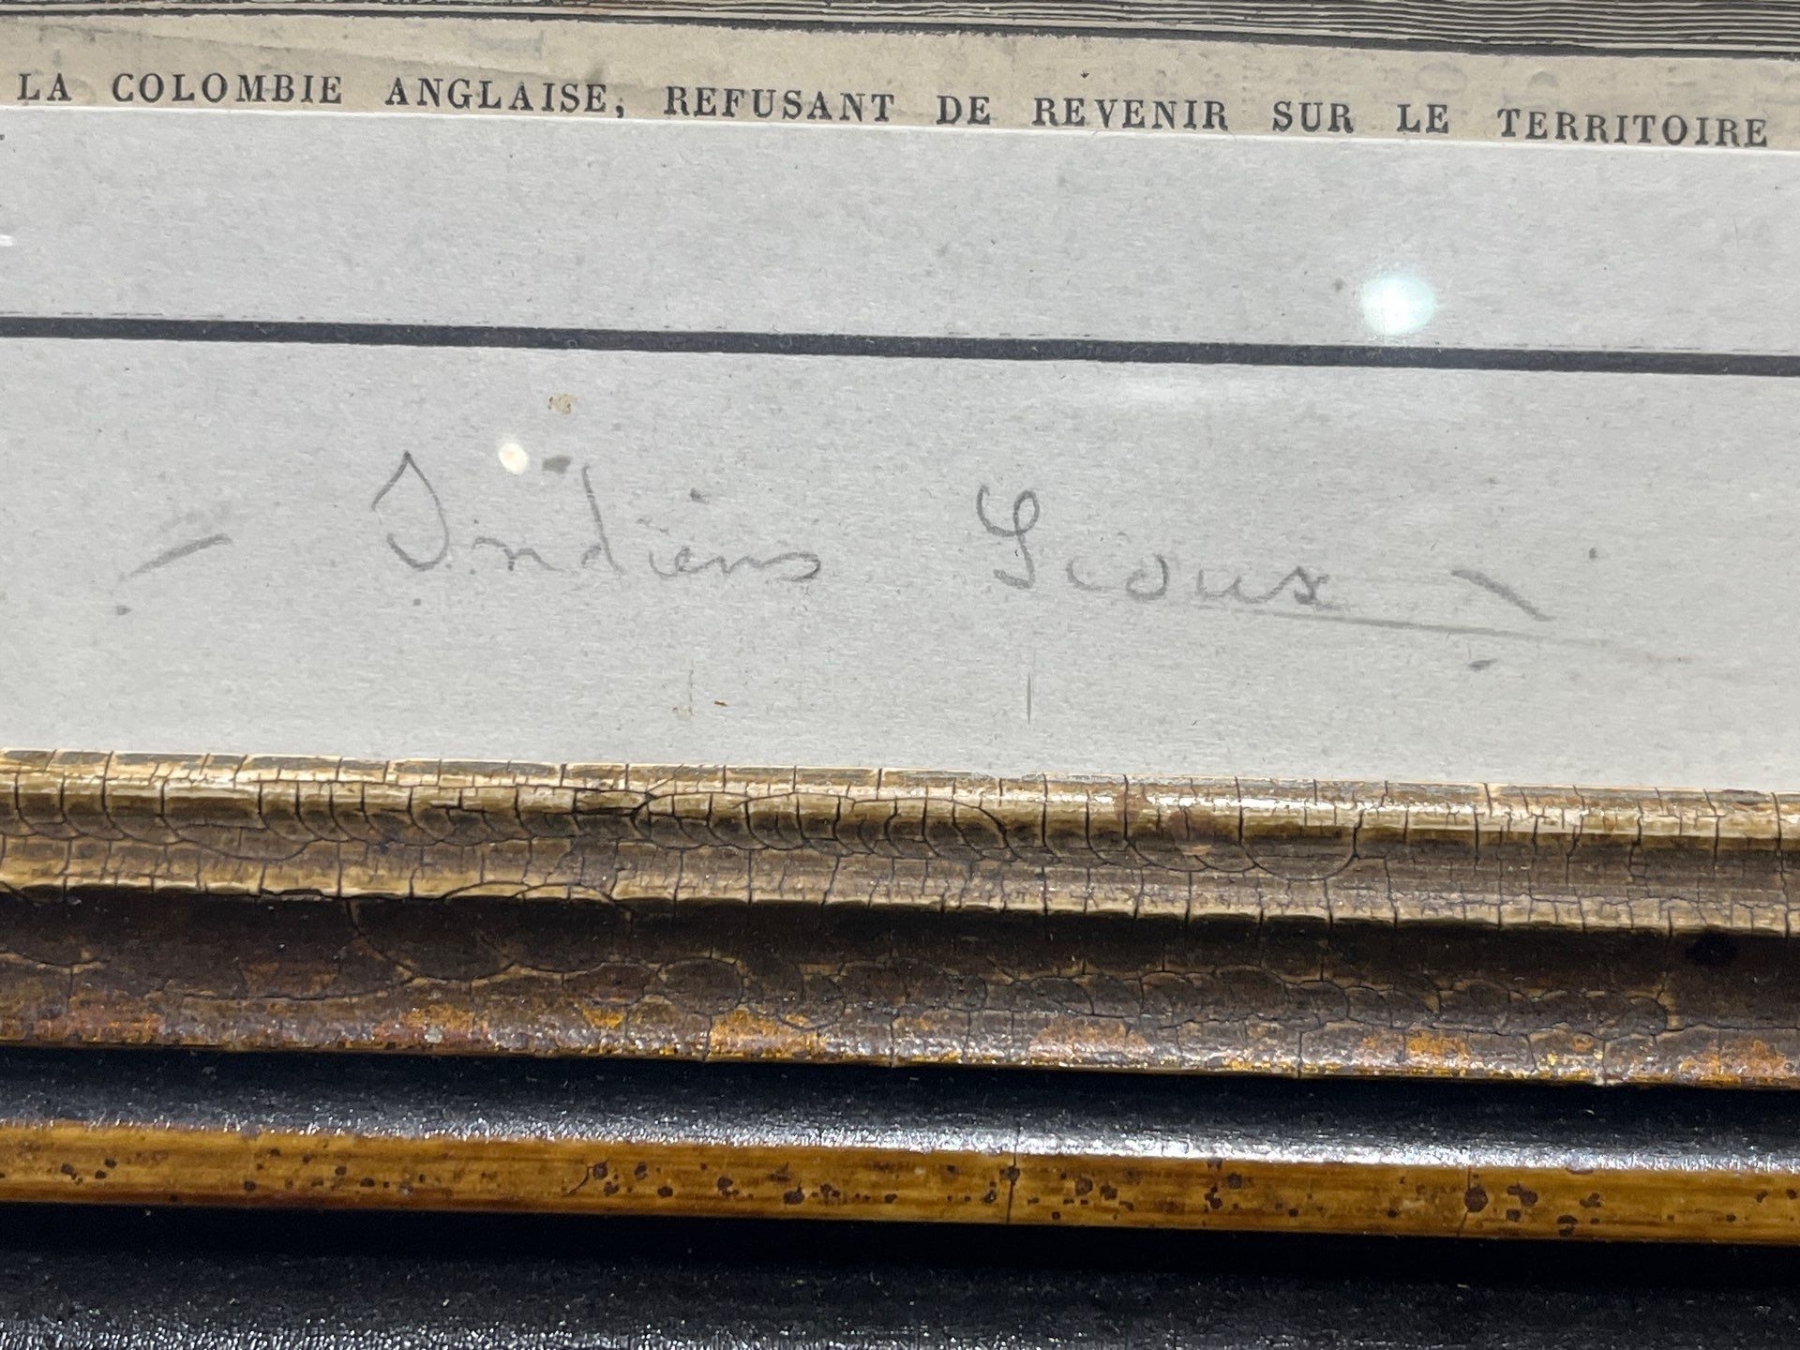 LA COLOMBIE ANGLAISE, REFUSANT DE REVENIR SUR LE TERRITOIRE
- Indiens Sioux -